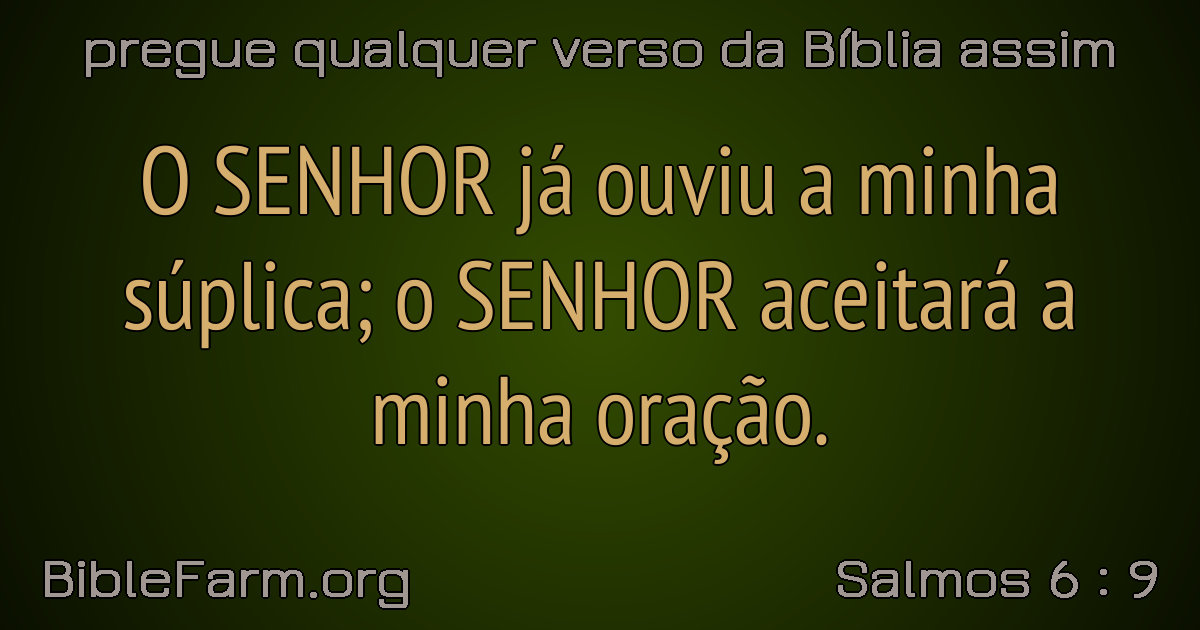 pregue qualquer verso da Bíblia assim
O SENHOR já ouviu a minha
súplica; o SENHOR aceitará a
minha oração.
BibleFarm.org
Salmos 6 : 9